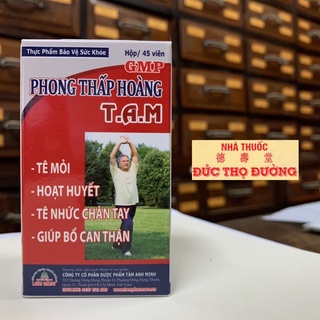 Thực Phẩm Bảo Vệ Sức Khỏe
Hộp/ 45 viên
GMP
PHONG THẤP HOÀNG
T.A.M
- TÊ MỎI
- HOẠT HUYẾT
- TÊ NHỨC CHÂN TAY
- GIÚP BỔ CAN THẬN
CÔNG TY CỔ PHẦN DƯỢC PHẨM TÂM ANH MINH
NHÀ THUỐC
德壽堂
ĐỨC THỌ ĐƯỜNG